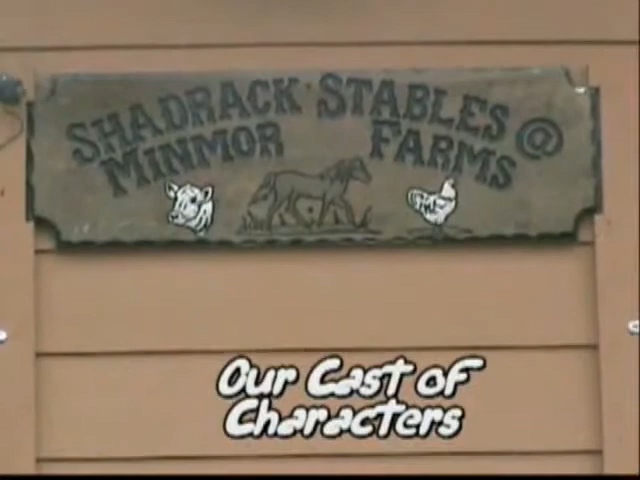 SHADRACK STABLES @
MINMOR FARMS
Our Cast of
Characters